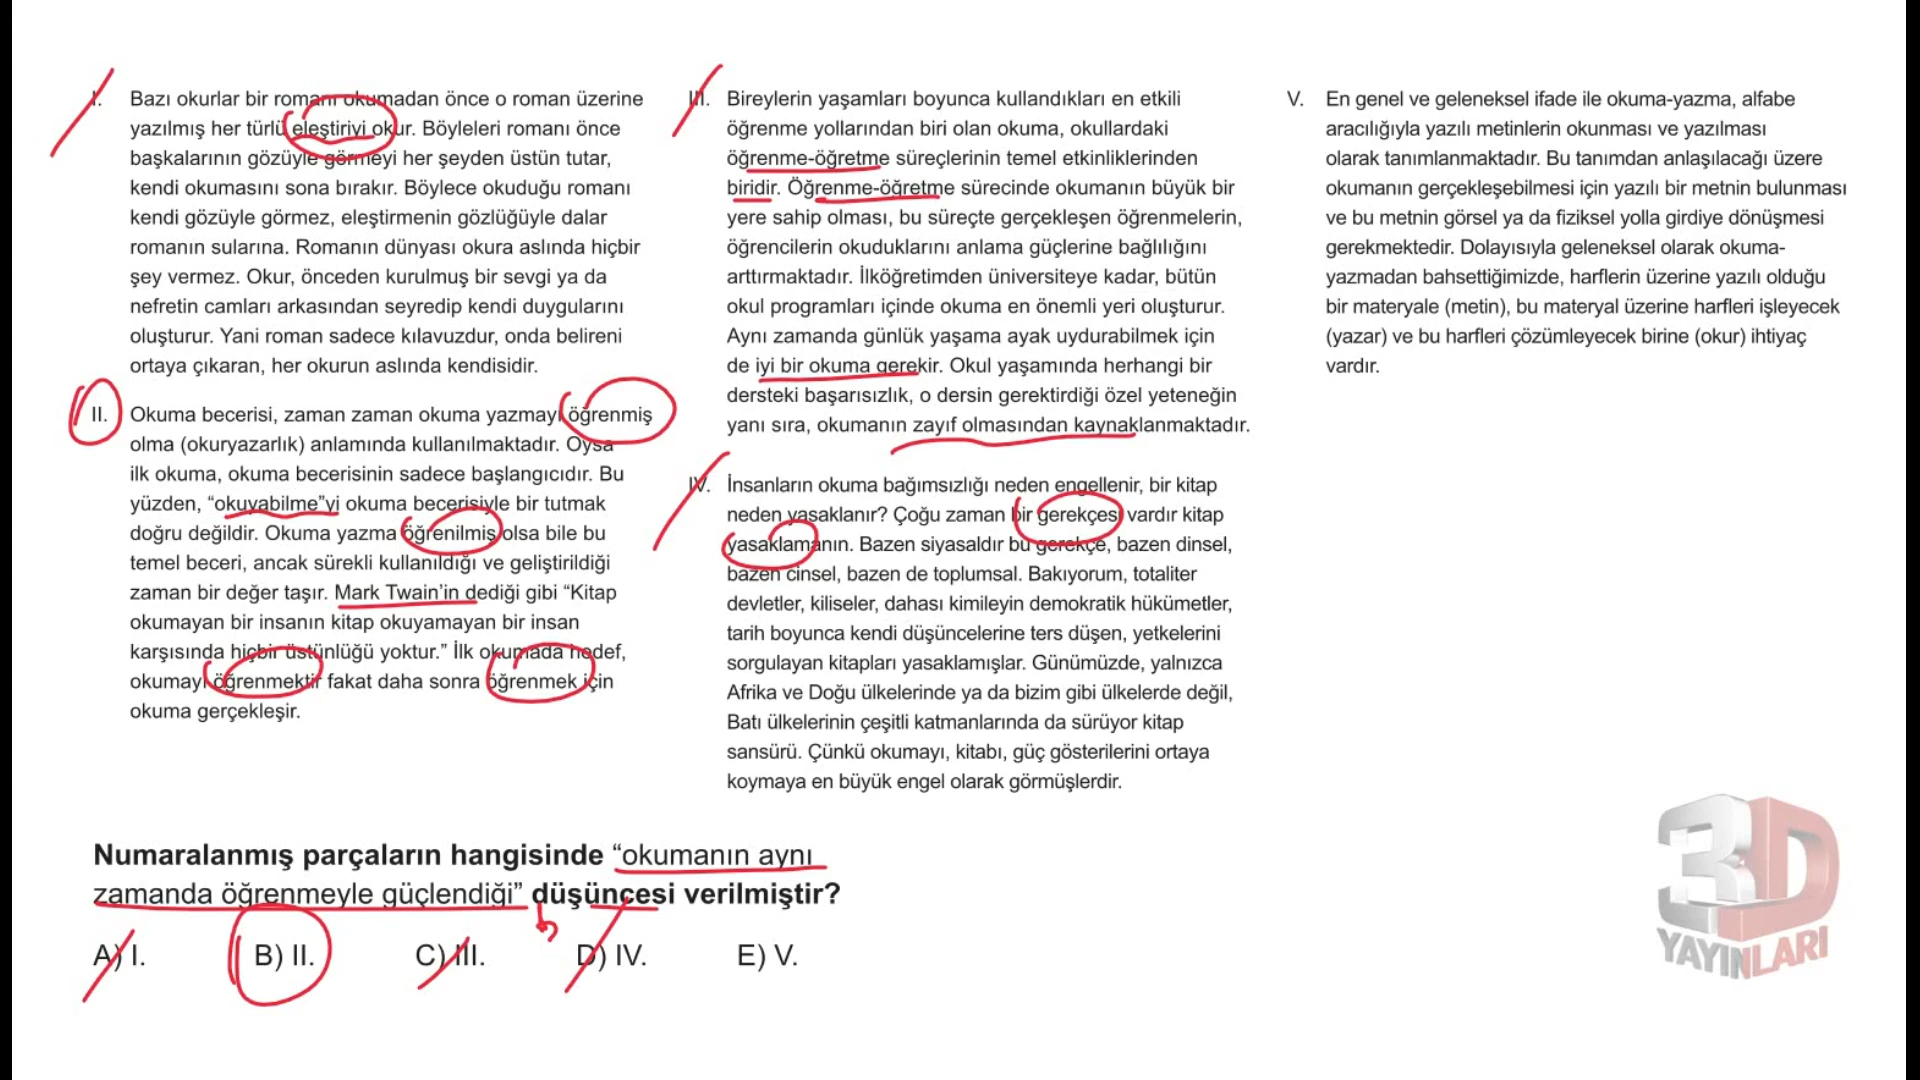 I. Bazı okurlar bir romanı okumadan önce o roman üzerine
yazılmış her türlü eleştiriyi okur. Böyleleri romanı önce
başkalarının gözüyle görmeyi her şeyden üstün tutar,
kendi okumasını sona bırakır. Böylece okuduğu romanı
kendi gözüyle görmez, eleştirmenin gözlüğüyle dalar
romanın sularına. Romanın dünyası okura aslında hiçbir
şey vermez. Okur, önceden kurulmuş bir sevgi ya da
nefretin camları arkasından seyredip kendi duygularını
oluşturur. Yani roman sadece kılavuzdur, onda belireni
ortaya çıkaran, her okurun aslında kendisidir.
II. Okuma becerisi, zaman zaman okuma yazmayı öğrenmiş
olma (okuryazarlık) anlamında kullanılmaktadır. Oysa
ilk okuma, okuma becerisinin sadece başlangıcıdır. Bu
yüzden, “okuyabilme”yi okuma becerisiyle bir tutmak
doğru değildir. Okuma yazma öğrenilmiş olsa bile bu
temel beceri, ancak sürekli kullanıldığı ve geliştirildiği
zaman bir değer taşır. Mark Twain’in dediği gibi “Kitap
okumayan bir insanın kitap okuyamayan bir insan
karşısında hiçbir üstünlüğü yoktur.” İlk okumada hedef,
okumayı öğrenmektir fakat daha sonra öğrenmek için
okuma gerçekleşir.
III. Bireylerin yaşamları boyunca kullandıkları en etkili
öğrenme yollarından biri olan okuma, okullardaki
öğrenme-öğretme süreçlerinin temel etkinliklerinden
biridir. Öğrenme-öğretme sürecinde okumanın büyük bir
yere sahip olması, bu süreçte gerçekleşen öğrenmelerin,
öğrencilerin okuduklarını anlama güçlerine bağlılığını
arttırmaktadır. İlköğretimden üniversiteye kadar, bütün
okul programları içinde okuma en önemli yeri oluşturur.
Aynı zamanda günlük yaşama ayak uydurabilmek için
de iyi bir okuma gerekir. Okul yaşamında herhangi bir
dersteki başarısızlık, o dersin gerektirdiği özel yeteneğin
yanı sıra, okumanın zayıf olmasından kaynaklanmaktadır.
IV. İnsanların okuma bağımsızlığı neden engellenir, bir kitap
neden yasaklanır? Çoğu zaman bir gerekçesi vardır kitap
yasaklamanın. Bazen siyasaldır bu gerekçe, bazen dinsel,
bazen cinsel, bazen de toplumsal. Bakıyorum, totaliter
devletler, kiliseler, dahası kimileyin demokratik hükümetler,
tarih boyunca kendi düşüncelerine ters düşen, yetkelerini
sorgulayan kitapları yasaklamışlar. Günümüzde, yalnızca
Afrika ve Doğu ülkelerinde ya da bizim gibi ülkelerde değil,
Batı ülkelerinin çeşitli katmanlarında da sürüyor kitap
sansürü. Çünkü okumayı, kitabı, güç gösterilerini ortaya
koymaya en büyük engel olarak görmüşlerdir.
V. En genel ve geleneksel ifade ile okuma-yazma, alfabe
aracılığıyla yazılı metinlerin okunması ve yazılması
olarak tanımlanmaktadır. Bu tanımdan anlaşılacağı üzere
okumanın gerçekleşebilmesi için yazılı bir metnin bulunması
ve bu metnin görsel ya da fiziksel yolla girdiye dönüşmesi
gerekmektedir. Dolayısıyla geleneksel olarak okuma-
yazmadan bahsettiğimizde, harflerin üzerine yazılı olduğu
bir materyale (metin), bu materyal üzerine harfleri işleyecek
(yazar) ve bu harfleri çözümleyecek birine (okur) ihtiyaç
vardır.
Numaralanmış parçaların hangisinde “okumanın aynı
zamanda öğrenmeyle güçlendiği” düşüncesi verilmiştir?
A) I. B) II. C) III. D) IV. E) V.
3D
YAYINLARI